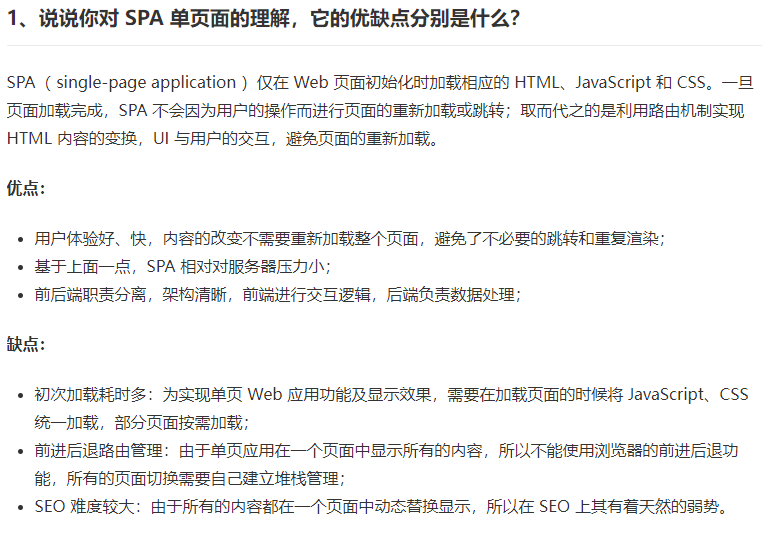 1、说说你对 SPA 单页面的理解，它的优缺点分别是什么？
SPA（ single-page application ）仅在 Web 页面初始化时加载相应的 HTML、JavaScript 和 CSS。一旦
页面加载完成，SPA 不会因为用户的操作而进行页面的重新加载或跳转；取而代之的是利用路由机制实现
HTML 内容的变换，UI 与用户的交互，避免页面的重新加载。
优点：
• 用户体验好、快，内容的改变不需要重新加载整个页面，避免了不必要的跳转和重复渲染；
• 基于上面一点，SPA 相对对服务器压力小；
• 前后端职责分离，架构清晰，前端进行交互逻辑，后端负责数据处理；
缺点：
• 初次加载耗时多：为实现单页 Web 应用功能及显示效果，需要在加载页面的时候将 JavaScript、CSS
统一加载，部分页面按需加载；
• 前进后退路由管理：由于单页应用在一个页面中显示所有的内容，所以不能使用浏览器的前进后退功
能，所有的页面切换需要自己建立堆栈管理；
• SEO 难度较大：由于所有的内容都在一个页面中动态替换显示，所以在 SEO 上其有着天然的弱势。